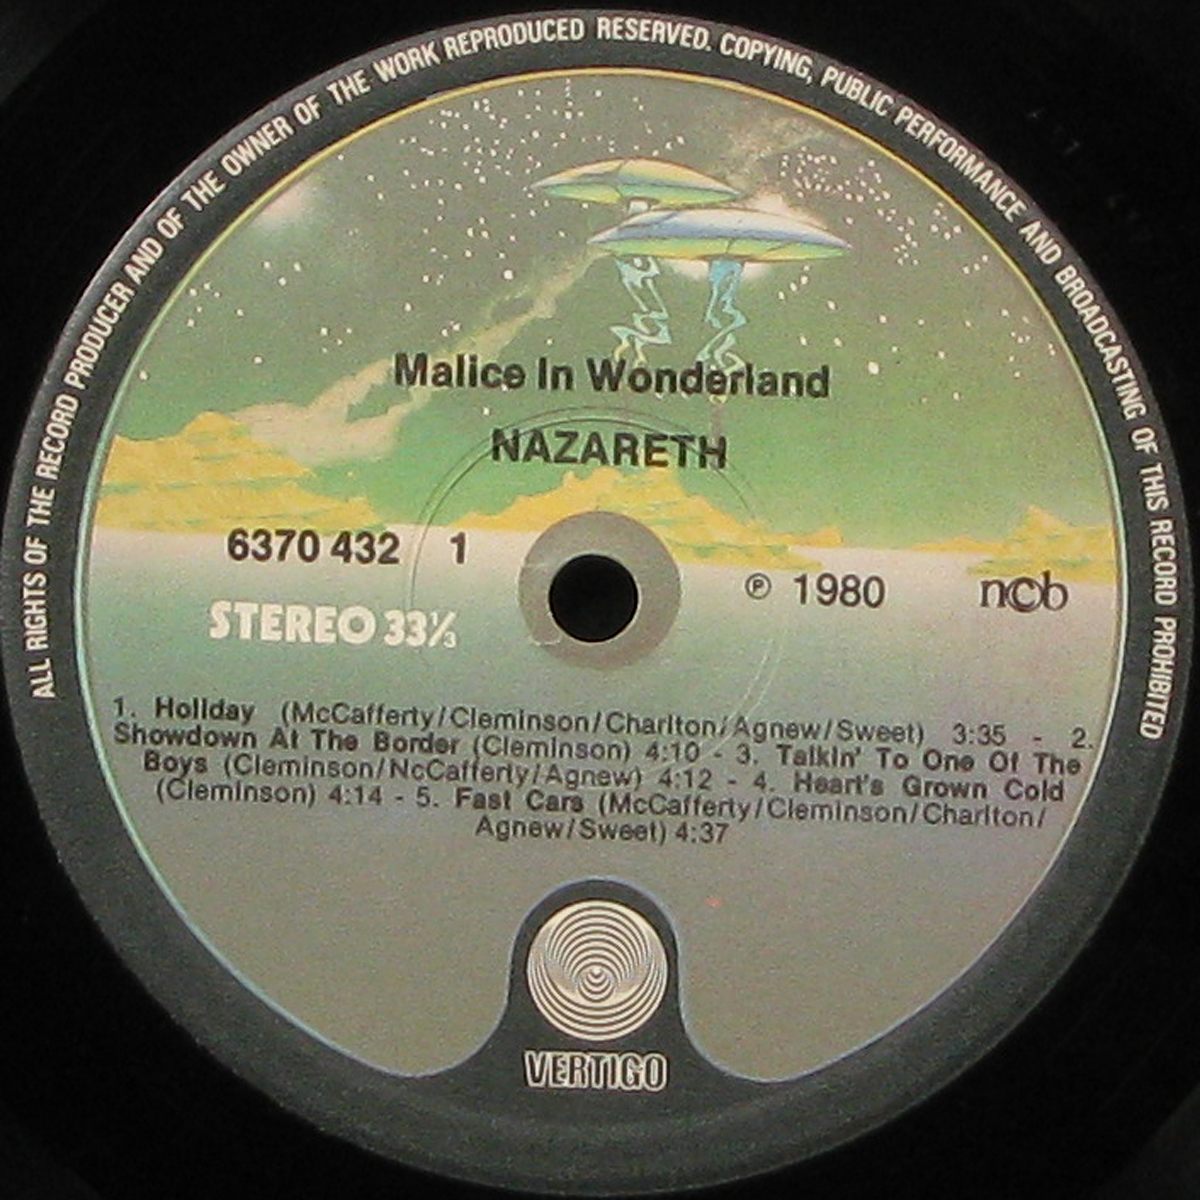 ALL RIGHTS OF THE RECORD PRODUCER AND OF THE OWNER OF THE WORK REPRODUCED RESERVED. COPYING, PUBLIC PERFORMANCE AND BROADCASTING OF THIS RECORD PROHIBITED
Malice In Wonderland
NAZARETH
6370 432 1
℗ 1980
n©b
STEREO 33⅓
1. Holiday (McCafferty/Cleminson/Charlton/Agnew/Sweet) 3:35 - 2.
Showdown At The Border (Cleminson) 4:10 - 3. Talkin' To One Of The
Boys (Cleminson/NcCafferty/Agnew) 4:12 - 4. Heart's Grown Cold
(Cleminson) 4:14 - 5. Fast Cars (McCafferty/Cleminson/Charlton/
Agnew/Sweet) 4:37
VERTIGO